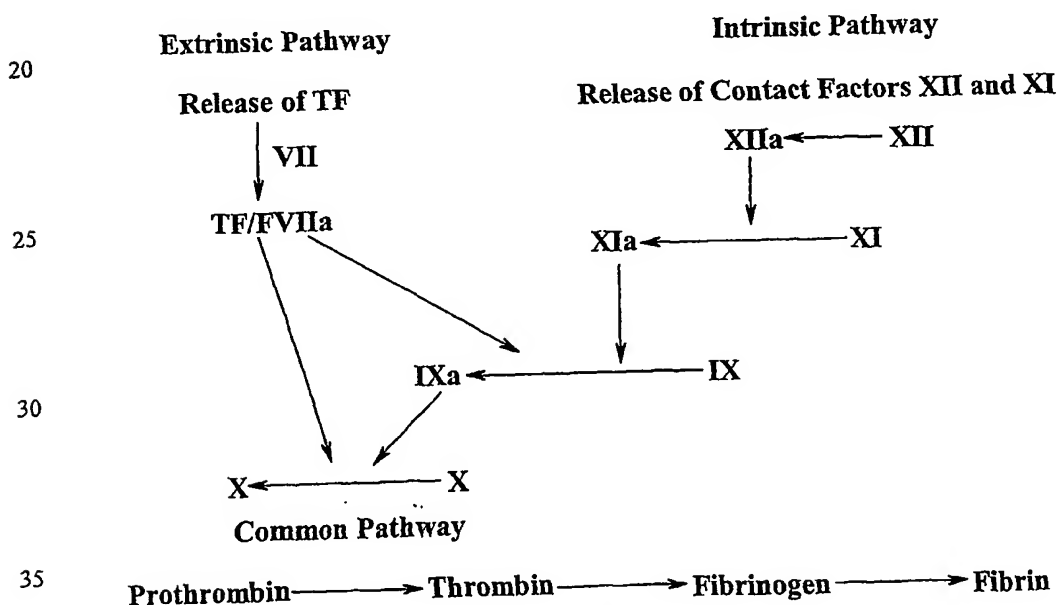 Extrinsic Pathway Intrinsic Pathway
20
Release of TF Release of Contact Factors XII and XI
VII XIIa XII
TF/FVIIa
25 XIa XI
IXa IX
30
X X
Common Pathway
35 Prothrombin Thrombin Fibrinogen Fibrin